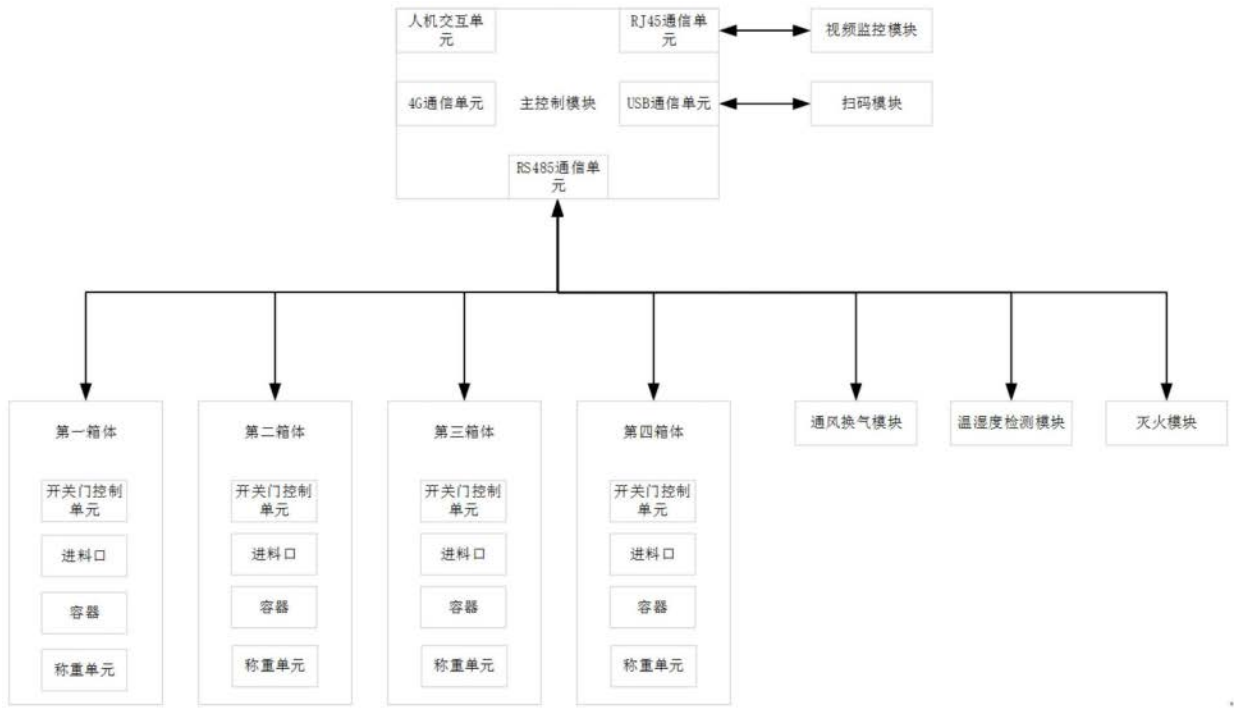 人机交互单
元
RJ45通信单
元
视频监控模块
4G通信单元
主控制模块
USB通信单元
扫码模块
RS485通信单
元
第一箱体
开关门控制
单元
进料口
容器
称重单元
第二箱体
开关门控制
单元
进料口
容器
称重单元
第三箱体
开关门控制
单元
进料口
容器
称重单元
第四箱体
开关门控制
单元
进料口
容器
称重单元
通风换气模块
温湿度检测模块
灭火模块